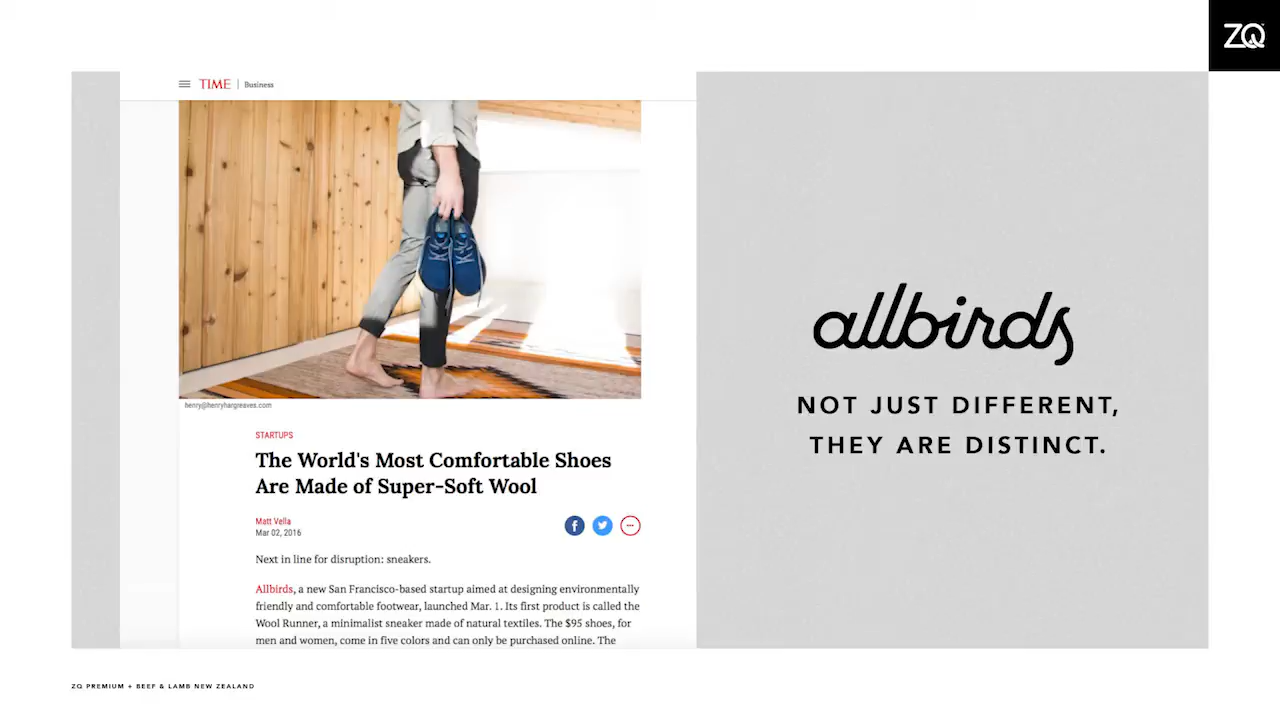 ZQ
TIME | Business
henry@henryhargreaves.com
STARTUPS
The World's Most Comfortable Shoes
Are Made of Super-Soft Wool
Matt Vella
Mar 02, 2016
Next in line for disruption: sneakers.
Allbirds, a new San Francisco-based startup aimed at designing environmentally
friendly and comfortable footwear, launched Mar. 1. Its first product is called the
Wool Runner, a minimalist sneaker made of natural textiles. The $95 shoes, for
men and women, come in five colors and can only be purchased online. The
allbirds
NOT JUST DIFFERENT,
THEY ARE DISTINCT.
ZQ PREMIUM + BEEF & LAMB NEW ZEALAND